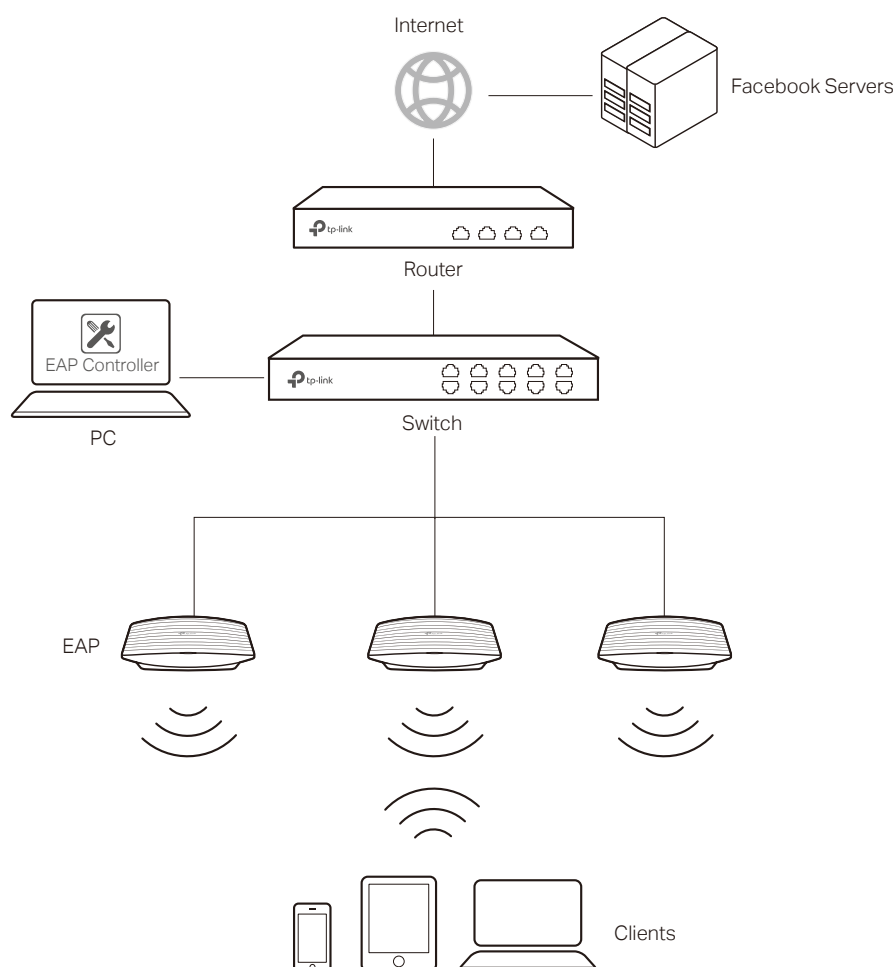 Internet
Facebook Servers
tp-link
Router
EAP Controller
tp-link
PC
Switch
EAP
Clients